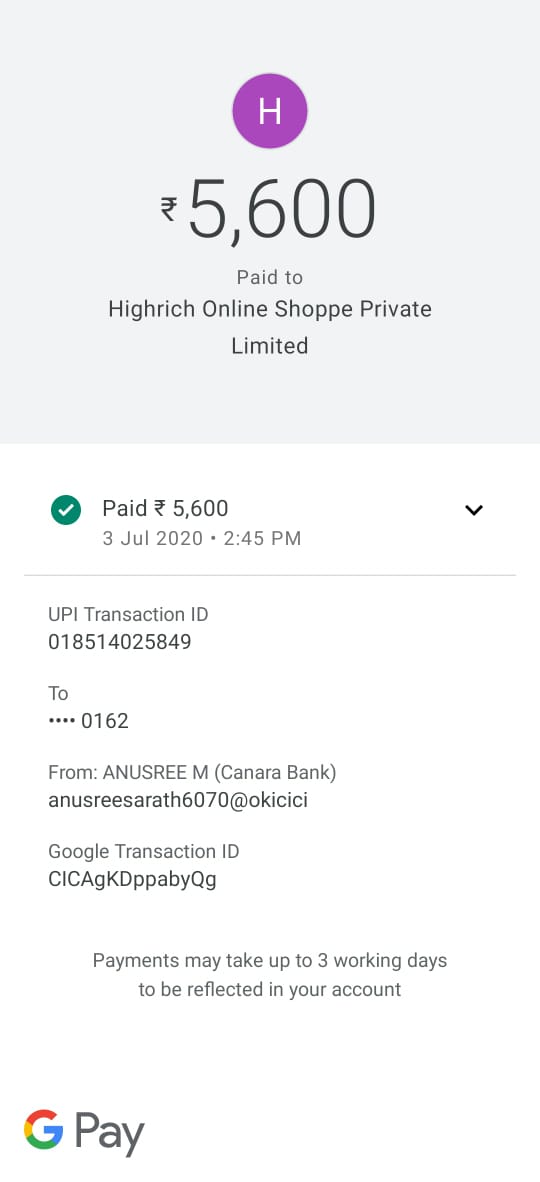 H
₹5,600
Paid to
Highrich Online Shoppe Private
Limited
Paid ₹ 5,600
3 Jul 2020 • 2:45 PM
UPI Transaction ID
018514025849
To
•••• 0162
From: ANUSREE M (Canara Bank)
anusreesarath6070@okicici
Google Transaction ID
CICAgKDppabyQg
Payments may take up to 3 working days
to be reflected in your account
G Pay